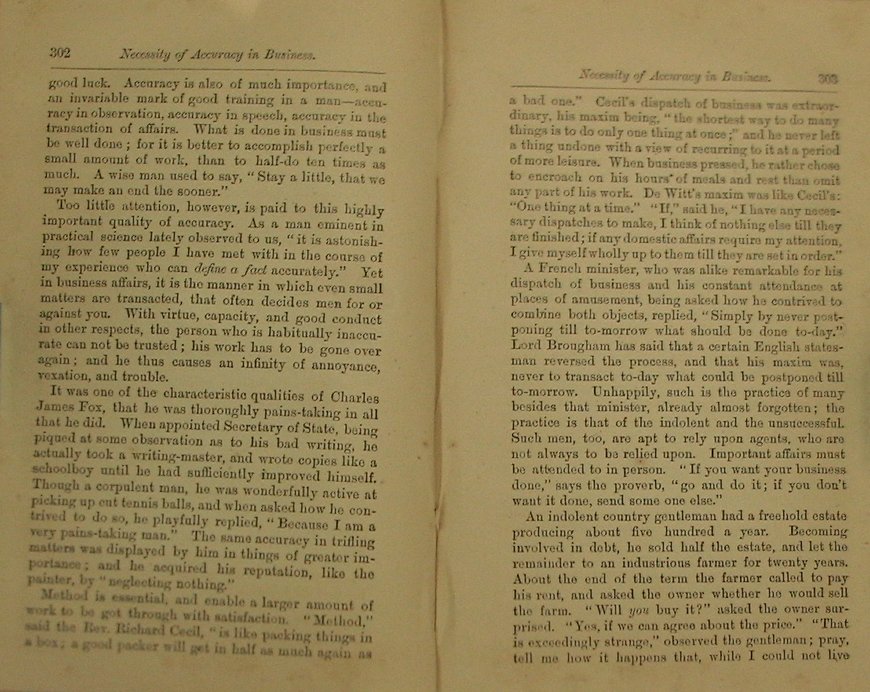 302 Necessity of Accuracy in Business.
good luck. Accuracy is also of much importance, and
an invariable mark of good training in a man—accu-
racy in observation, accuracy in speech, accuracy in the
transaction of affairs. What is done in business must
be well done; for it is better to accomplish perfectly a
small amount of work, than to half-do ten times as
much. A wise man used to say, "Stay a little, that we
may make an end the sooner."
Too little attention, however, is paid to this highly
important quality of accuracy. As a man eminent in
practical science lately observed to us, "it is astonish-
ing how few people I have met with in the course of
my experience who can define a fact accurately." Yet
in business affairs, it is the manner in which even small
matters are transacted, that often decides men for or
against you. With virtue, capacity, and good conduct
in other respects, the person who is habitually inaccu-
rate can not be trusted; his work has to be gone over
again; and he thus causes an infinity of annoyance,
vexation, and trouble.
It was one of the characteristic qualities of Charles
James Fox, that he was thoroughly pains-taking in all
that he did. When appointed Secretary of State, being
piqued at some observation as to his bad writing, he
actually took a writing-master, and wrote copies like a
schoolboy until he had sufficiently improved himself.
Though a corpulent man, he was wonderfully active at
picking up cut tennis balls, and when asked how he con-
trived to do so, he playfully replied, "Because I am a
very pains-taking man." The same accuracy in trifling
matters was displayed by him in things of greater im-
portance; and he acquired his reputation, like the
painter, by "neglecting nothing."
Method is essential, and enable a larger amount of
work to be got through with satisfaction. "Method,"
said the Rev. Richard Cecil, "is like packing things in
a box; a good packer will get in half as much again as
Necessity of Accuracy in Business. 303
a bad one." Cecil's dispatch of business was extraor-
dinary, his maxim being, "the shortest way to do many
things is to do only one thing at once;" and he never left
a thing undone with a view of recurring to it at a period
of more leisure. When business pressed, he rather chose
to encroach on his hours' of meals and rest than omit
any part of his work. De Witt's maxim was like Cecil's:
"One thing at a time." "If," said he, "I have any neces-
sary dispatches to make, I think of nothing else till they
are finished; if any domestic affairs require my attention,
I give myself wholly up to them till they are set in order."
A French minister, who was alike remarkable for his
dispatch of business and his constant attendance at
places of amusement, being asked how he contrived to
combine both objects, replied, "Simply by never post-
poning till to-morrow what should be done to-day."
Lord Brougham has said that a certain English states-
man reversed the process, and that his maxim was,
never to transact to-day what could be postponed till
to-morrow. Unhappily, such is the practice of many
besides that minister, already almost forgotten; the
practice is that of the indolent and the unsuccessful.
Such men, too, are apt to rely upon agents, who are
not always to be relied upon. Important affairs must
be attended to in person. "If you want your business
done," says the proverb, "go and do it; if you don't
want it done, send some one else."
An indolent country gentleman had a freehold estate
producing about five hundred a year. Becoming
involved in debt, he sold half the estate, and let the
remainder to an industrious farmer for twenty years.
About the end of the term the farmer called to pay
his rent, and asked the owner whether he would sell
the farm. "Will you buy it?" asked the owner sur-
prised. "Yes, if we can agree about the price." "That
is exceedingly strange," observed the gentleman; pray,
tell me how it happens that, while I could not live